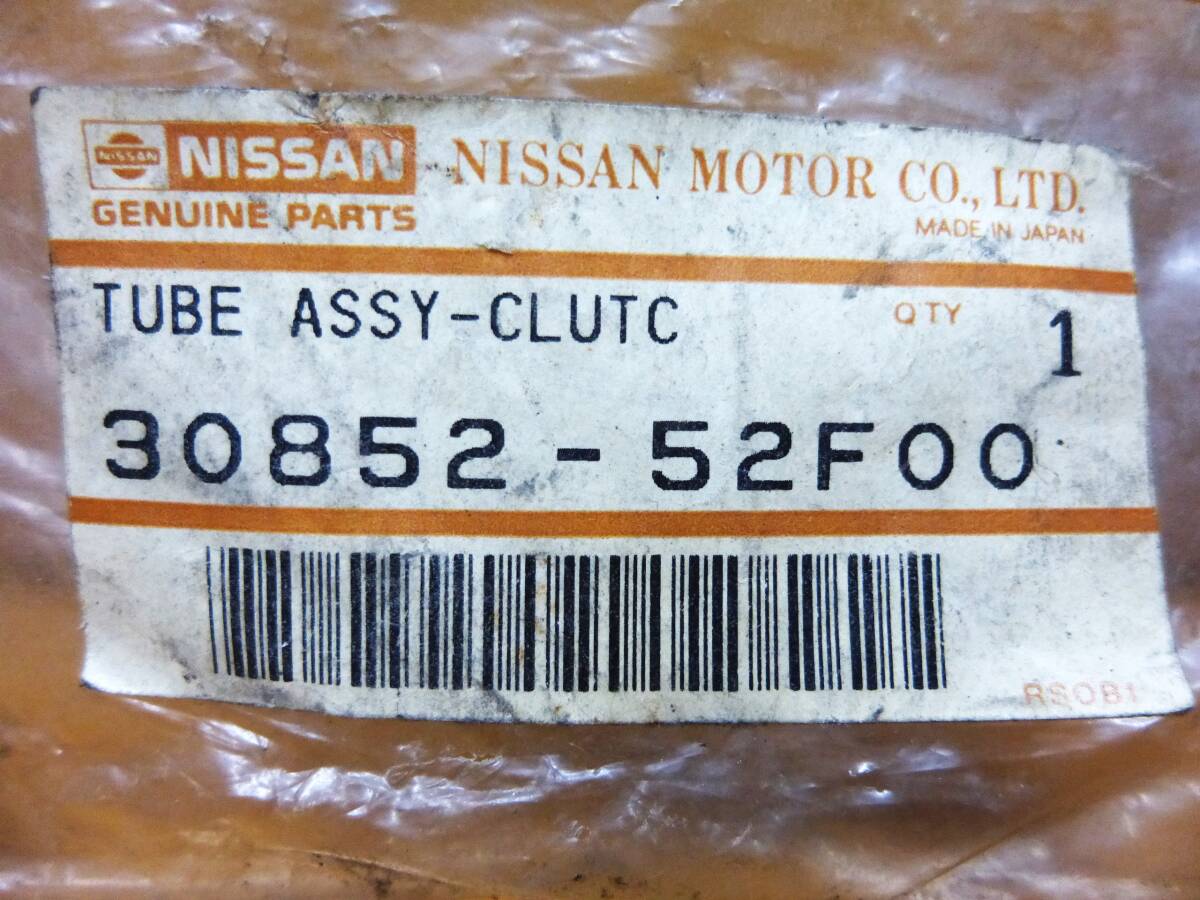 NISSAN
NISSAN
GENUINE PARTS
NISSAN MOTOR CO., LTD.
MADE IN JAPAN
TUBE ASSY-CLUTC
QTY 1
30852-52F00
RSOB1